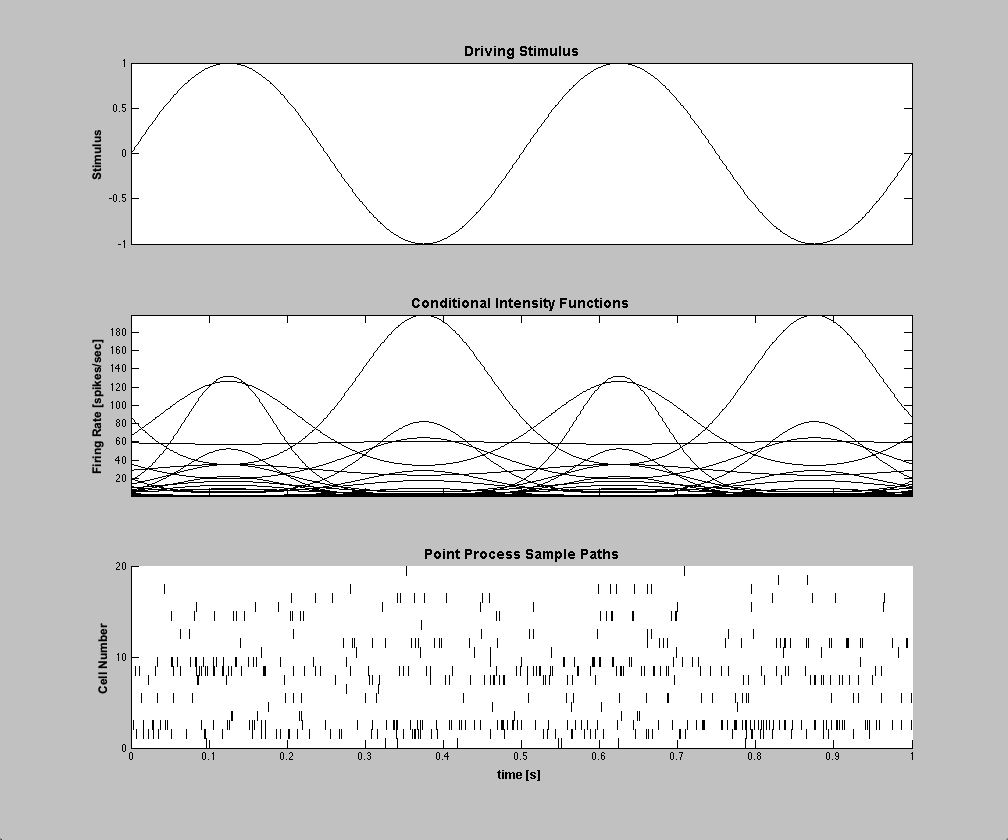 Driving Stimulus
1
0.5
0
-0.5
-1
Stimulus
Conditional Intensity Functions
180
160
140
120
100
80
60
40
20
Firing Rate [spikes/sec]
Point Process Sample Paths
20
10
0
Cell Number
0 0.1 0.2 0.3 0.4 0.5 0.6 0.7 0.8 0.9 1
time [s]